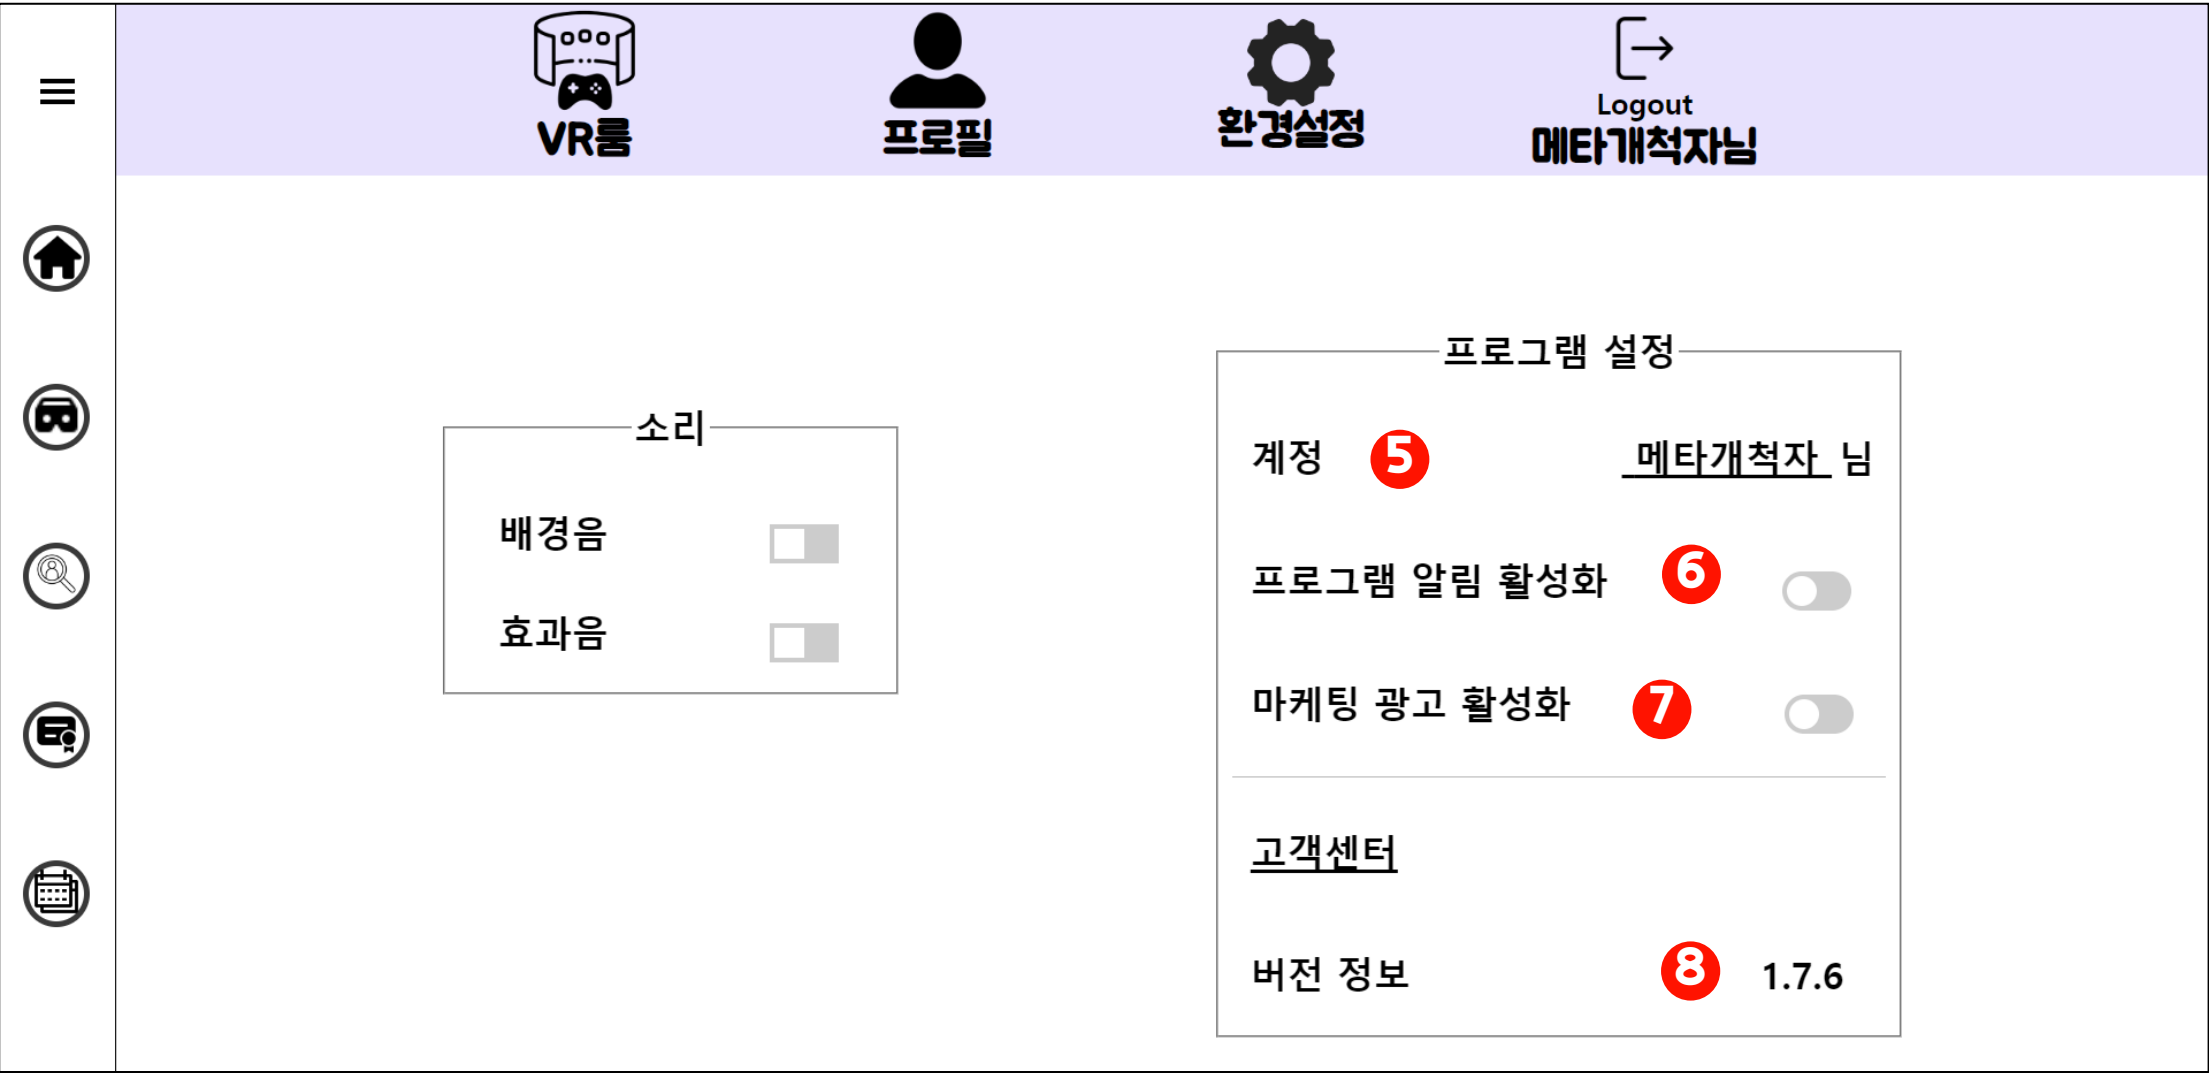 VR룸
프로필
환경설정
Logout
메타개척자님
소리
배경음
효과음
프로그램 설정
계정 5 메타개척자 님
프로그램 알림 활성화 6
마케팅 광고 활성화 7
고객센터
버전 정보 8 1.7.6